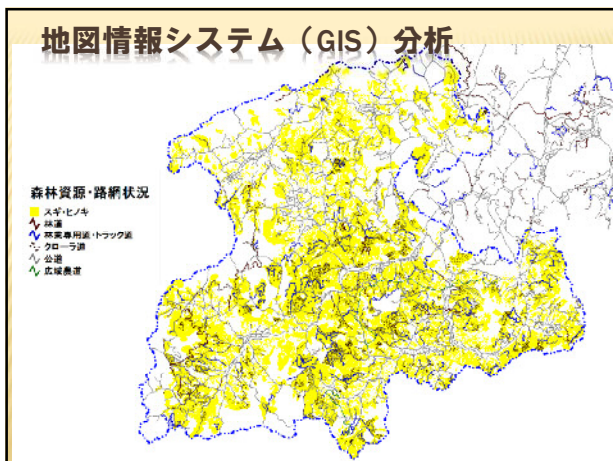 地図情報システム（GIS）分析
森林資源・路網状況
スギ・ヒノキ
林道
林業専用道・トラック道
クローラ道
公道
広域農道